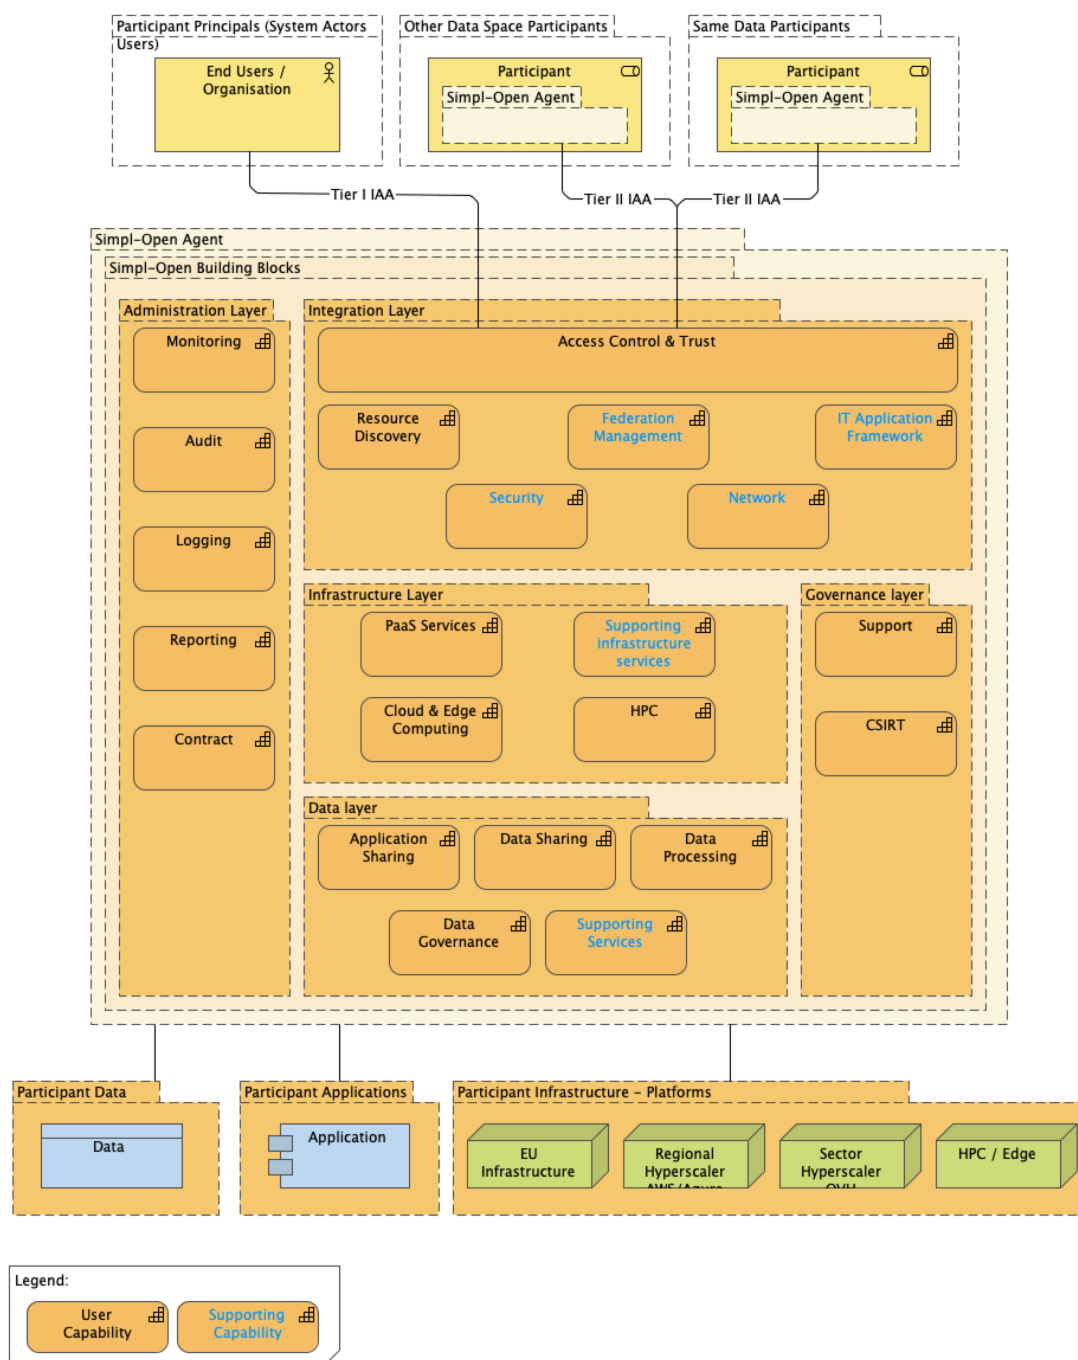 Participant Principals (System Actors
Users)
Other Data Space Participants
Same Data Participants
End Users /
Organisation
Participant
Simpl-Open Agent
Participant
Simpl-Open Agent
Tier I IAA
Tier II IAA
Tier II IAA
Simpl-Open Agent
Simpl-Open Building Blocks
Administration Layer
Monitoring
Audit
Logging
Reporting
Contract
Integration Layer
Access Control & Trust
Resource
Discovery
Federation
Management
IT Application
Framework
Security
Network
Infrastructure Layer
PaaS Services
Supporting
infrastructure
services
Cloud & Edge
Computing
HPC
Governance layer
Support
CSIRT
Data layer
Application
Sharing
Data Sharing
Data
Processing
Data
Governance
Supporting
Services
Participant Data
Data
Participant Applications
Application
Participant Infrastructure – Platforms
EU
Infrastructure
Regional
Hyperscaler
AWS/Azure
Sector
Hyperscaler
OVH
HPC / Edge
Legend:
User
Capability
Supporting
Capability